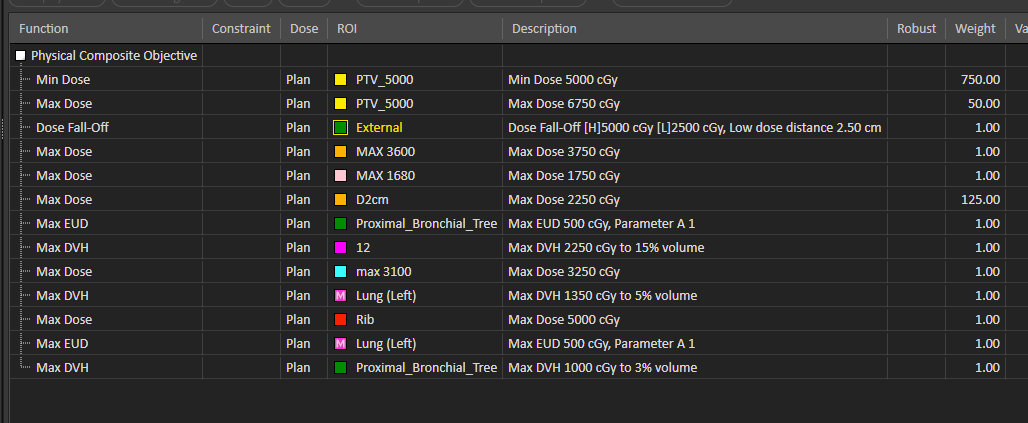 Function Constraint Dose ROI Description Robust Weight Va
Physical Composite Objective
Min Dose Plan PTV_5000 Min Dose 5000 cGy 750.00
Max Dose Plan PTV_5000 Max Dose 6750 cGy 50.00
Dose Fall-Off Plan External Dose Fall-Off [H]5000 cGy [L]2500 cGy, Low dose distance 2.50 cm 1.00
Max Dose Plan MAX 3600 Max Dose 3750 cGy 1.00
Max Dose Plan MAX 1680 Max Dose 1750 cGy 1.00
Max Dose Plan D2cm Max Dose 2250 cGy 125.00
Max EUD Plan Proximal_Bronchial_Tree Max EUD 500 cGy, Parameter A 1 1.00
Max DVH Plan 12 Max DVH 2250 cGy to 15% volume 1.00
Max Dose Plan max 3100 Max Dose 3250 cGy 1.00
Max DVH Plan M Lung (Left) Max DVH 1350 cGy to 5% volume 1.00
Max Dose Plan Rib Max Dose 5000 cGy 1.00
Max EUD Plan M Lung (Left) Max EUD 500 cGy, Parameter A 1 1.00
Max DVH Plan Proximal_Bronchial_Tree Max DVH 1000 cGy to 3% volume 1.00